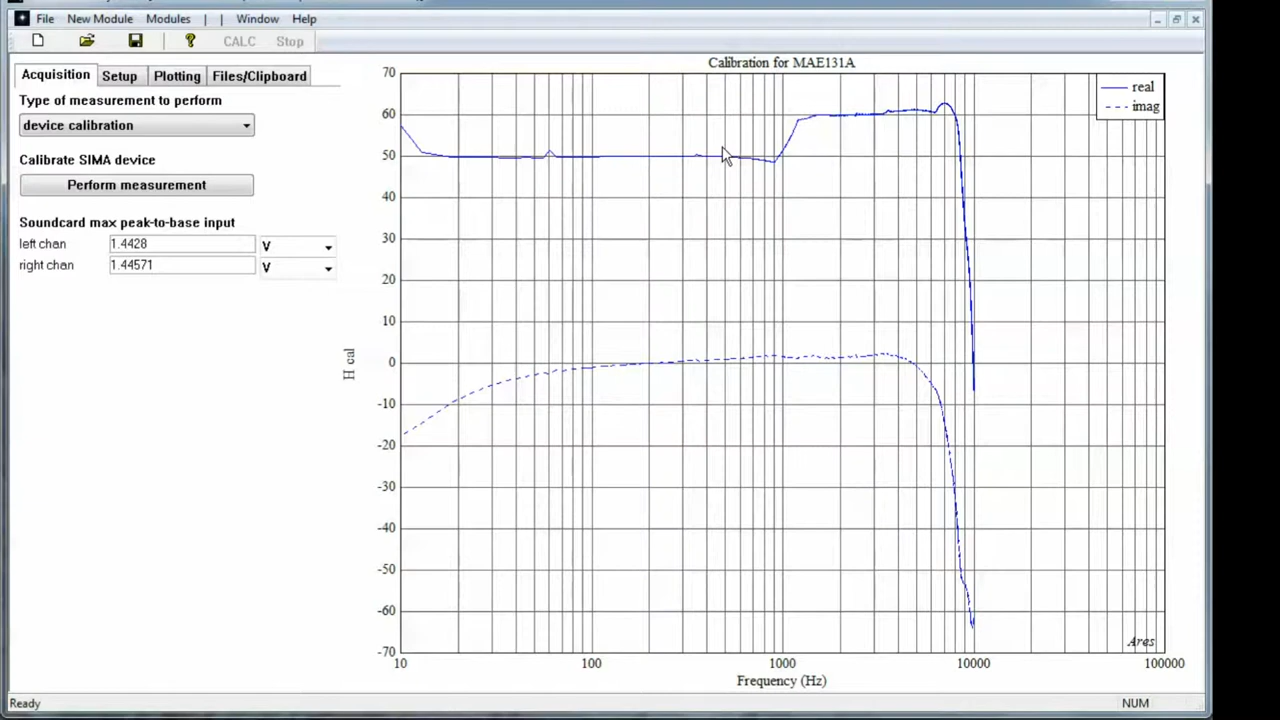 File New Module Modules | | Window Help
CALC Stop
Acquisition Setup Plotting Files/Clipboard
Type of measurement to perform
device calibration
Calibrate SIMA device
Perform measurement
Soundcard max peak-to-base input
left chan 1.4428 V
right chan 1.44571 V
Calibration for MAE131A
real
imag
70
60
50
40
30
20
10
0
-10
-20
-30
-40
-50
-60
-70
H cal
10 100 1000 10000 100000
Frequency (Hz)
Ares
Ready NUM